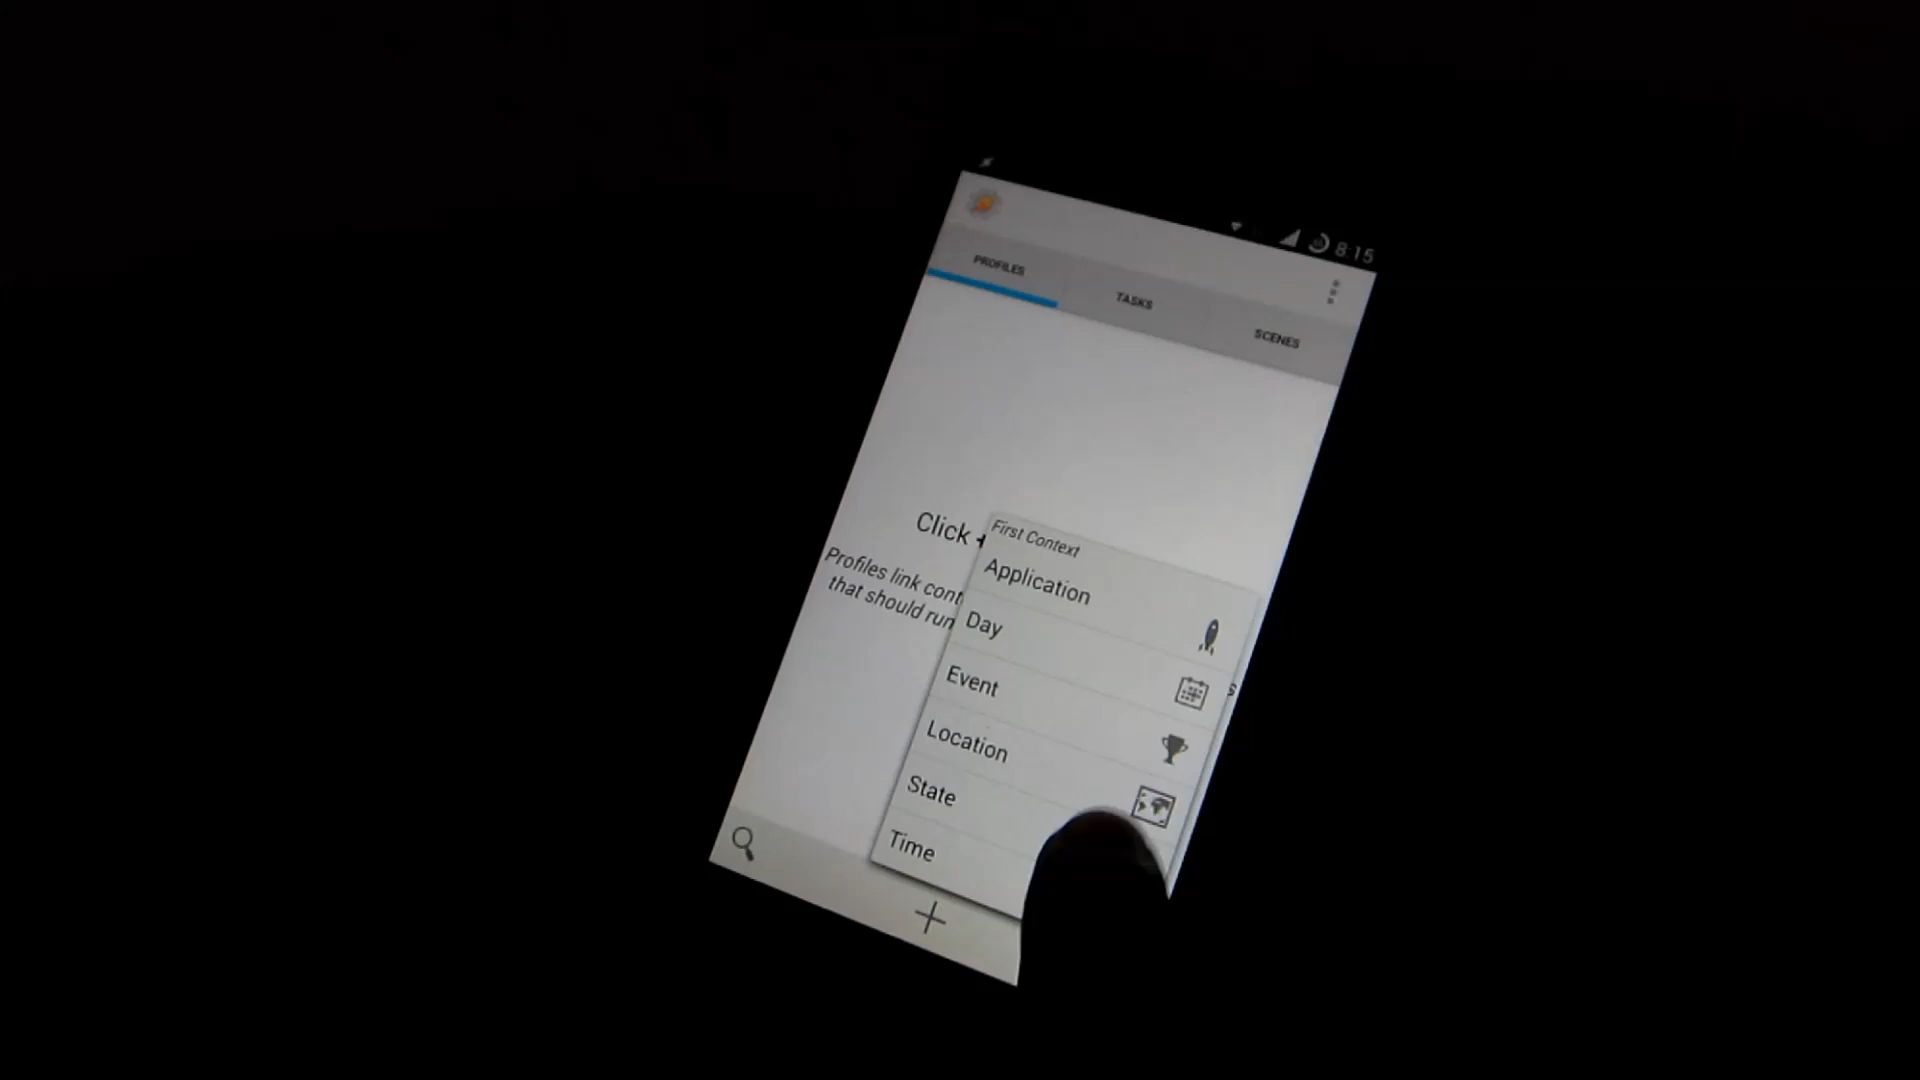 8:15
PROFILES
TASKS
SCENES
Click +
First Context
Application
Profiles link cont
that should run
Day
s
Event
Location
State
Time